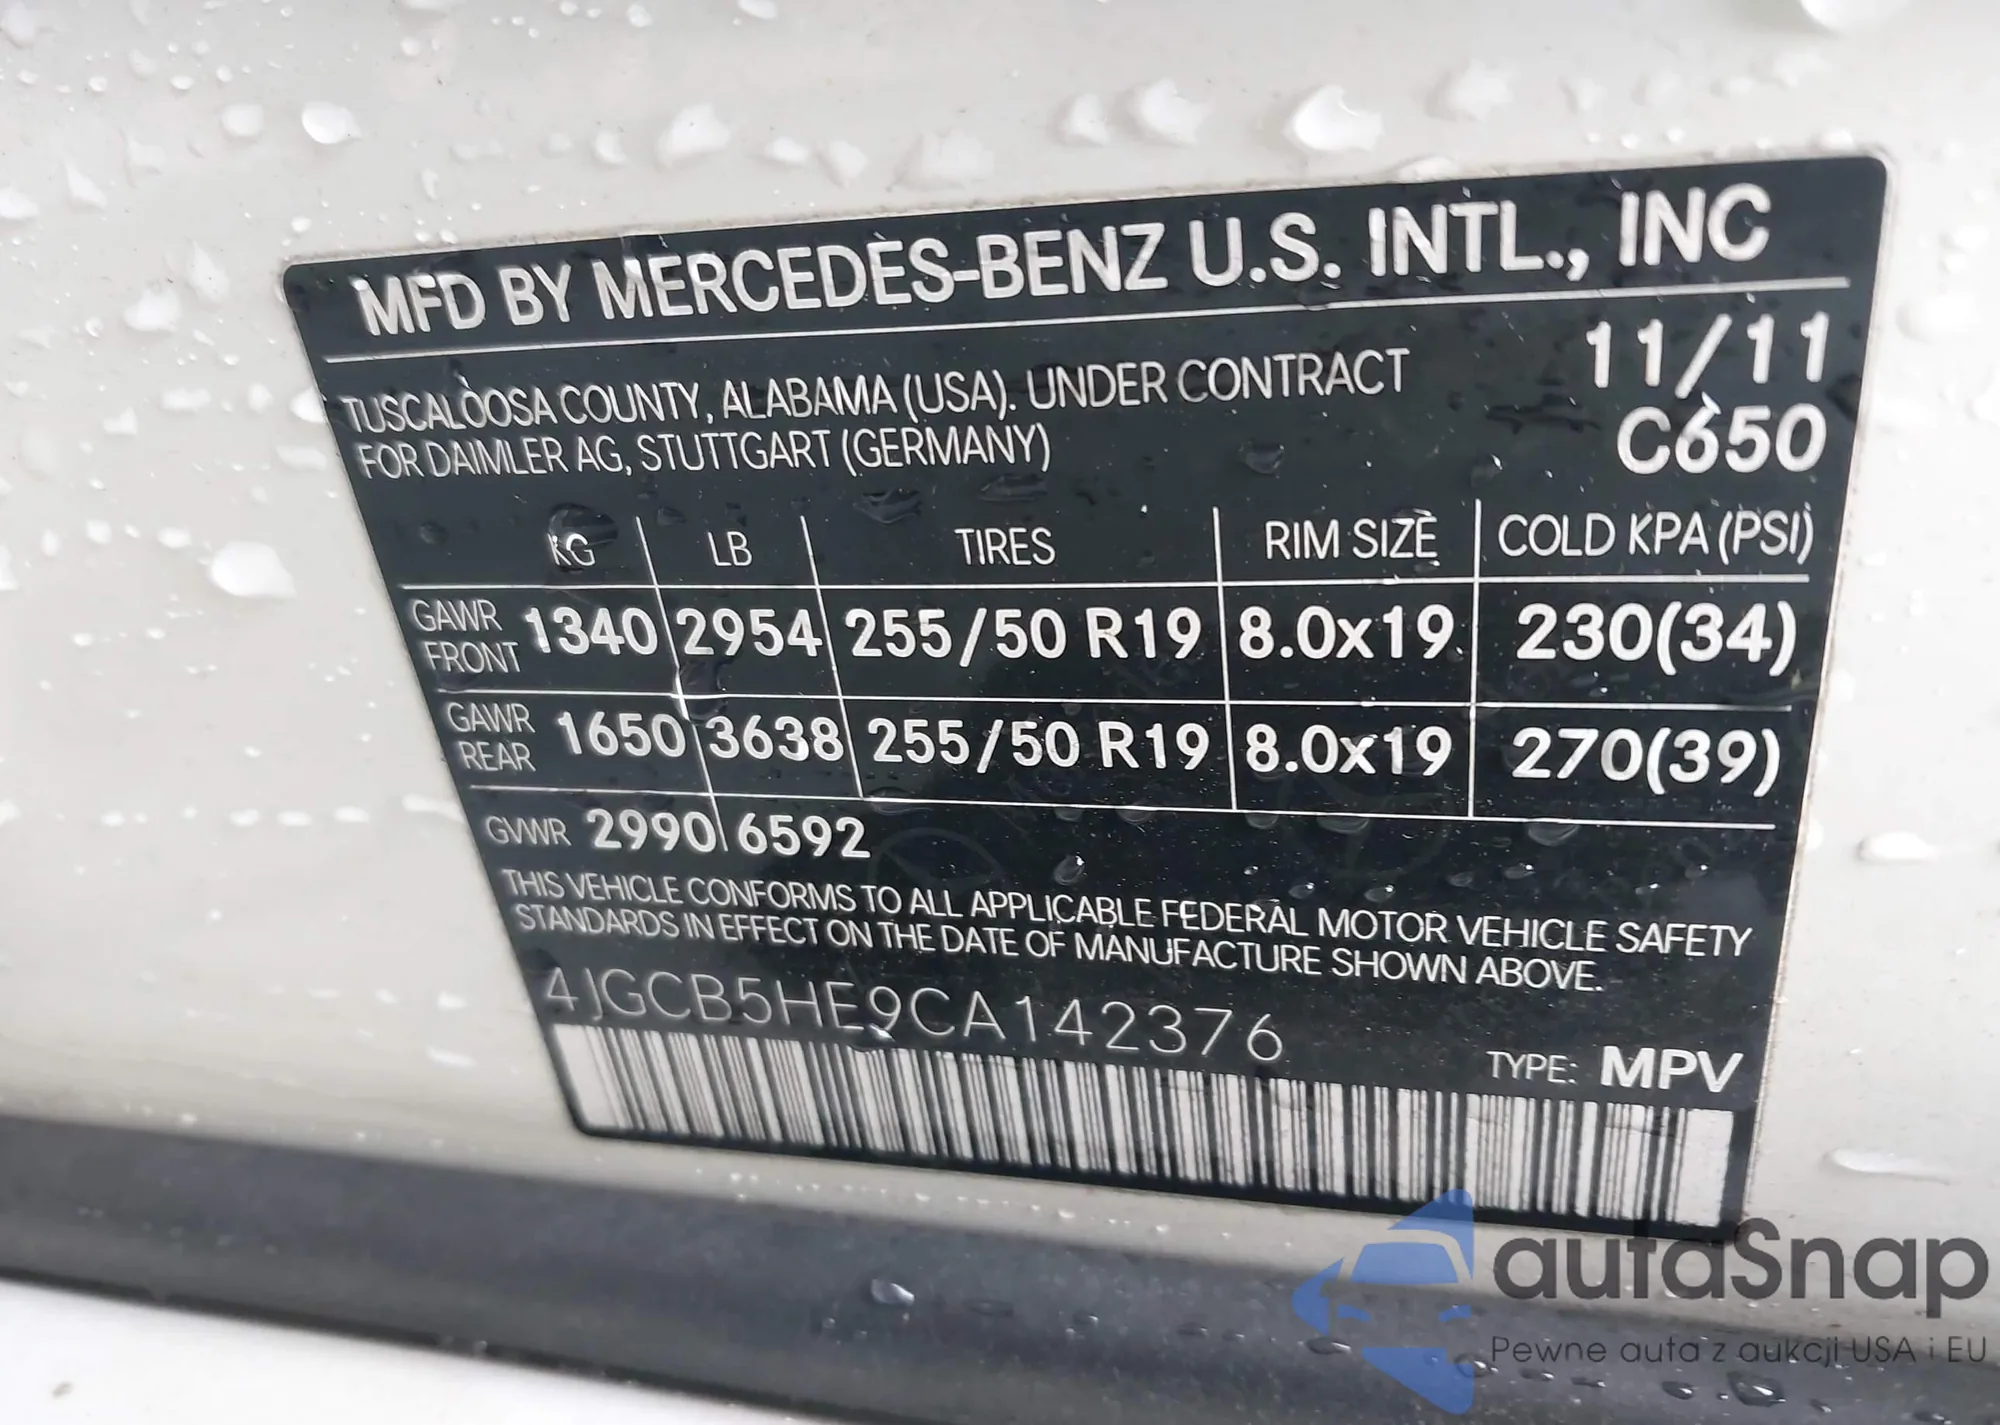 MFD BY MERCEDES-BENZ U.S. INTL., INC
11/11
TUSCALOOSA COUNTY, ALABAMA (USA). UNDER CONTRACT
FOR DAIMLER AG, STUTTGART (GERMANY)
C650
KG LB TIRES RIM SIZE COLD KPA (PSI)
GAWR FRONT 1340 2954 255/50 R19 8.0x19 230(34)
GAWR REAR 1650 3638 255/50 R19 8.0x19 270(39)
GVWR 2990 6592
THIS VEHICLE CONFORMS TO ALL APPLICABLE FEDERAL MOTOR VEHICLE SAFETY
STANDARDS IN EFFECT ON THE DATE OF MANUFACTURE SHOWN ABOVE.
4JGCB5HE9CA142376
TYPE: MPV
autaSnap
Pewne auta z aukcji USA i EU